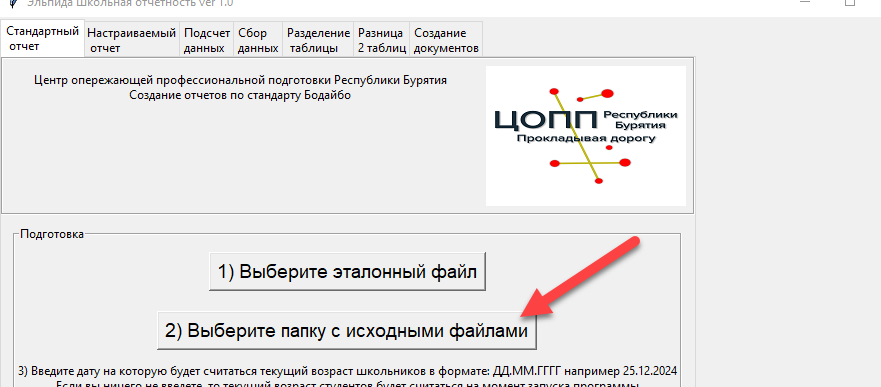 Эльпида Школьная отчетность ver 1.0
Стандартный отчет
Настраиваемый отчет
Подсчет данных
Сбор данных
Разделение таблицы
Разница 2 таблиц
Создание документов
Центр опережающей профессиональной подготовки Республики Бурятия
Создание отчетов по стандарту Бодайбо
ЦОПП Республики Бурятия
Прокладывая дорогу
Подготовка
1) Выберите эталонный файл
2) Выберите папку с исходными файлами
3) Введите дату на которую будет считаться текущий возраст школьников в формате: ДД.ММ.ГГГГ например 25.12.2024
Если вы ничего не введете, то текущий возраст студентов будет считаться на момент запуска программы